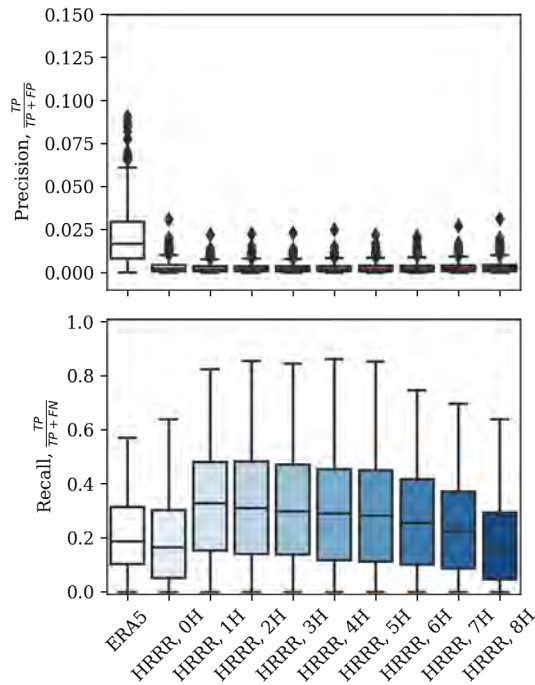 0.150
0.125
0.100
0.075
0.050
0.025
0.000
Precision, TP / TP + FP
1.0
0.8
0.6
0.4
0.2
0.0
Recall, TP / TP + FN
ERA5
HRRR, 0H
HRRR, 1H
HRRR, 2H
HRRR, 3H
HRRR, 4H
HRRR, 5H
HRRR, 6H
HRRR, 7H
HRRR, 8H